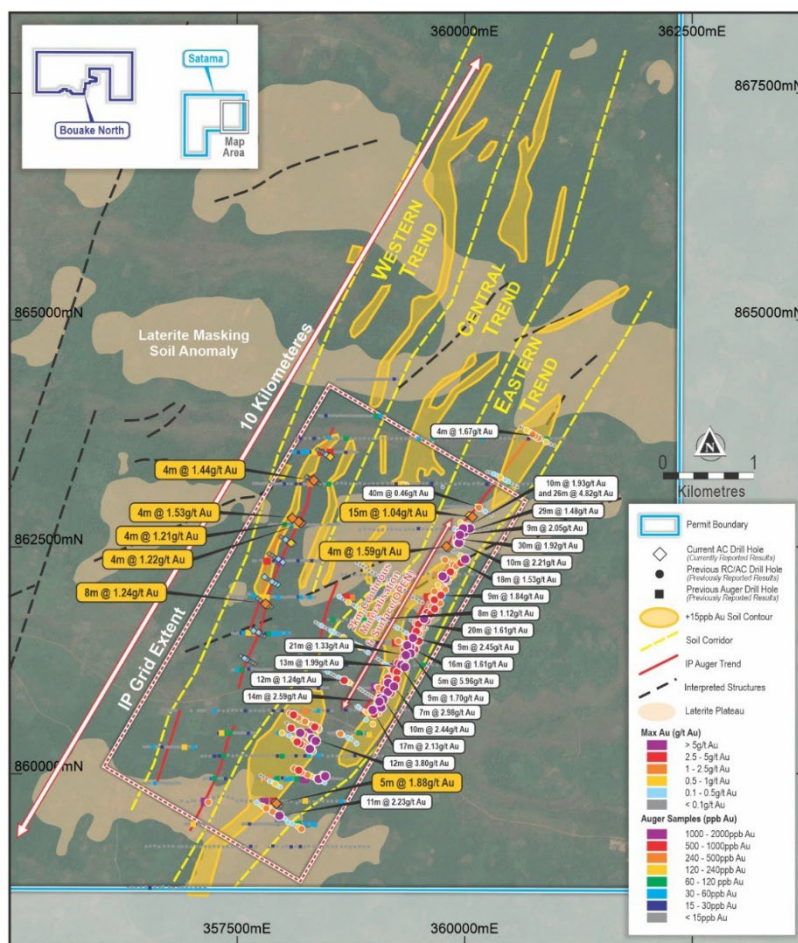 360000mE
362500mE
867500mN
867500mN
Satama
Bouake North
Map
Area
WESTERN
TREND
CENTRAL
TREND
EASTERN
TREND
865000mN
865000mN
Laterite Masking
Soil Anomaly
10 Kilometeres
4m @ 1.67g/t Au
N
0 1
Kilometres
4m @ 1.44g/t Au
40m @ 0.46g/t Au
10m @ 1.93g/t Au
and 26m @ 4.82g/t Au
4m @ 1.53g/t Au
15m @ 1.04g/t Au
29m @ 1.48g/t Au
4m @ 1.21g/t Au
9m @ 2.05g/t Au
862500mN
862500mN
4m @ 1.59g/t Au
30m @ 1.92g/t Au
4m @ 1.22g/t Au
10m @ 2.21g/t Au
8m @ 1.24g/t Au
18m @ 1.53g/t Au
9m @ 1.84g/t Au
8m @ 1.12g/t Au
20m @ 1.61g/t Au
21m @ 1.33g/t Au
9m @ 2.45g/t Au
13m @ 1.99g/t Au
16m @ 1.61g/t Au
12m @ 1.24g/t Au
5m @ 5.96g/t Au
14m @ 2.59g/t Au
9m @ 1.70g/t Au
7m @ 2.98g/t Au
10m @ 2.44g/t Au
17m @ 2.13g/t Au
12m @ 3.80g/t Au
IP Grid Extent
860000mN
5m @ 1.88g/t Au
11m @ 2.23g/t Au
357500mE
360000mE
Permit Boundary
Current AC Drill Hole
(Currently Reported Results)
Previous RC/AC Drill Hole
(Previously Reported Results)
Previous Auger Drill Hole
(Previously Reported Results)
+15ppb Au Soil Contour
Soil Corridor
IP Auger Trend
Interpreted Structures
Laterite Plateau
Max Au (g/t Au)
> 5g/t Au
2.5 - 5g/t Au
1 - 2.5g/t Au
0.5 - 1g/t Au
0.1 - 0.5g/t Au
< 0.1g/t Au
Auger Samples (ppb Au)
1000 - 2000ppb Au
500 - 1000ppb Au
240 - 500ppb Au
120 - 240ppb Au
60 - 120 ppb Au
30 - 60ppb Au
15 - 30ppb Au
< 15ppb Au